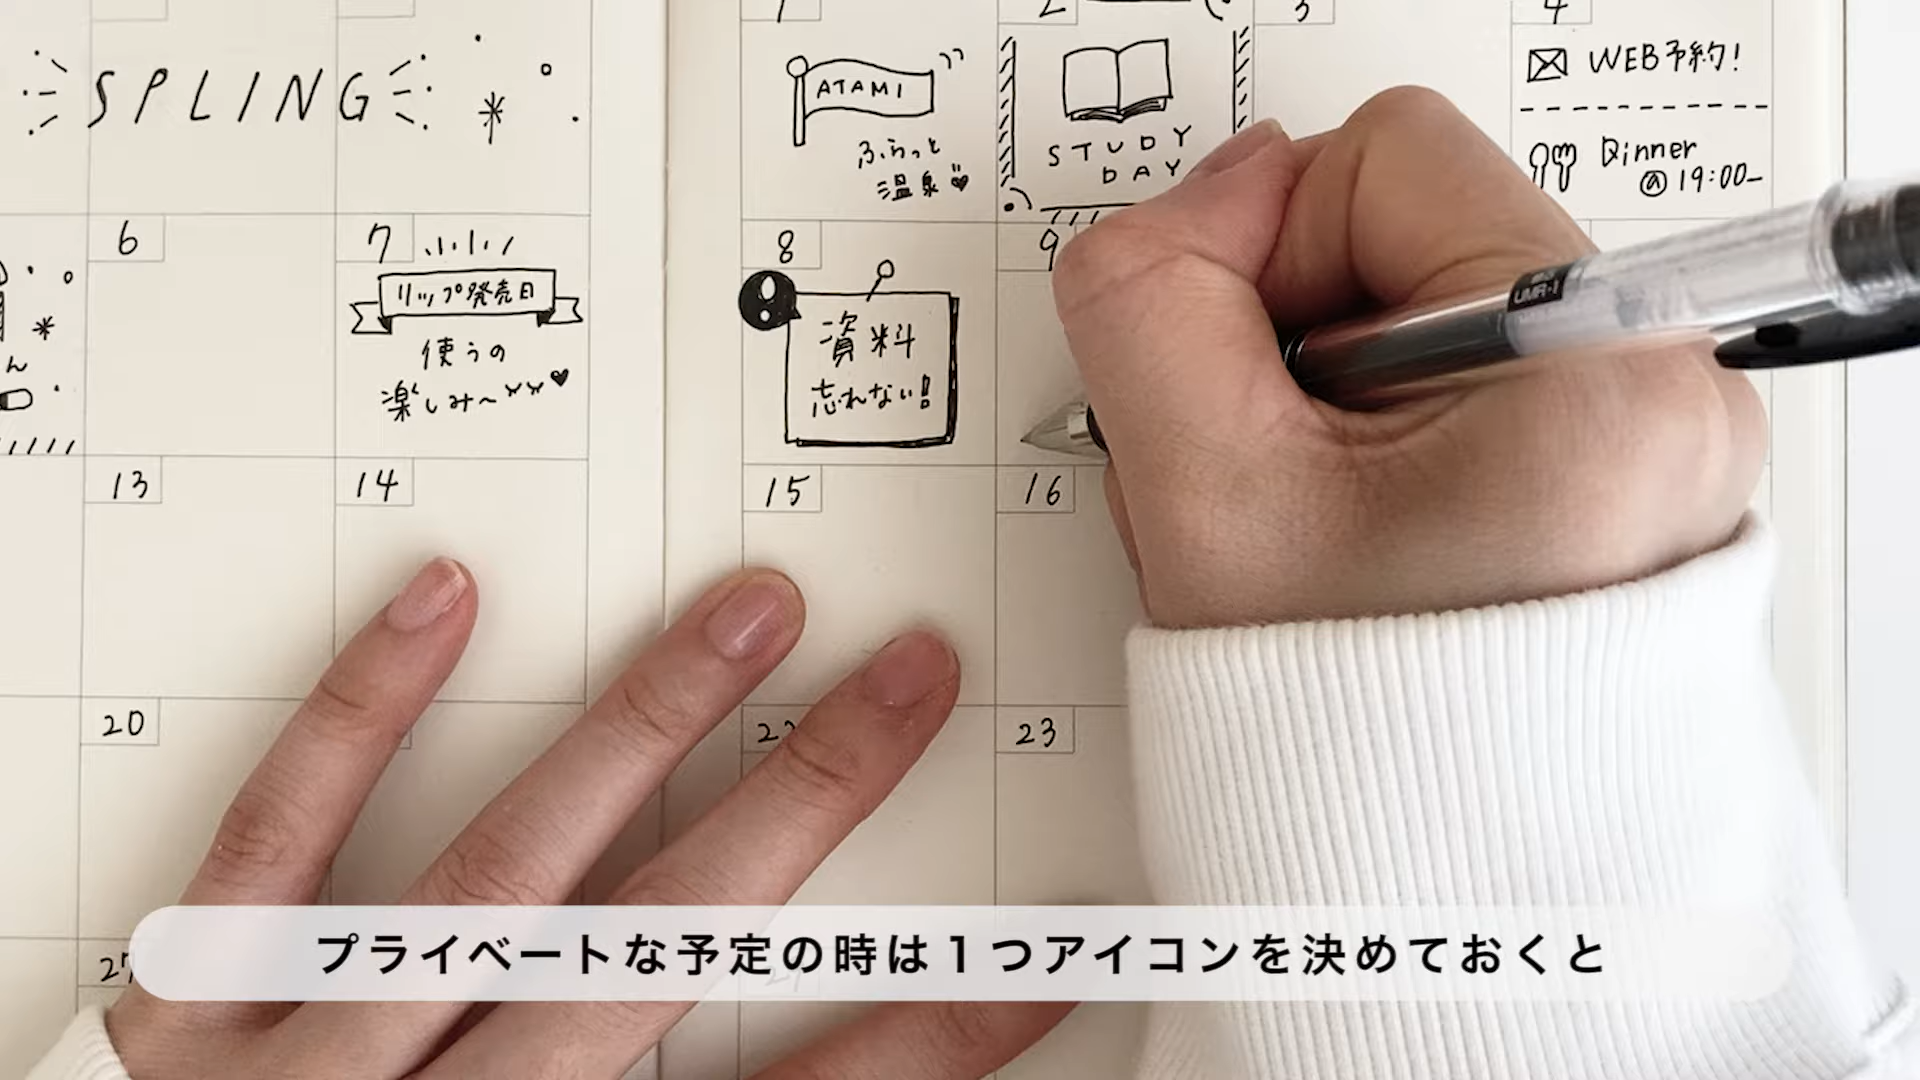 SPLING
1
2
3
4
ATAMI
ふらっと
温泉
STUDY
DAY
WEB予約!
Dinner
@19:00-
6
7
リップ発売日
使うの
楽しみ〜
8
資料
忘れない!
9
ん
13
14
15
16
20
22
23
27
プライベートな予定の時は1つアイコンを決めておくと